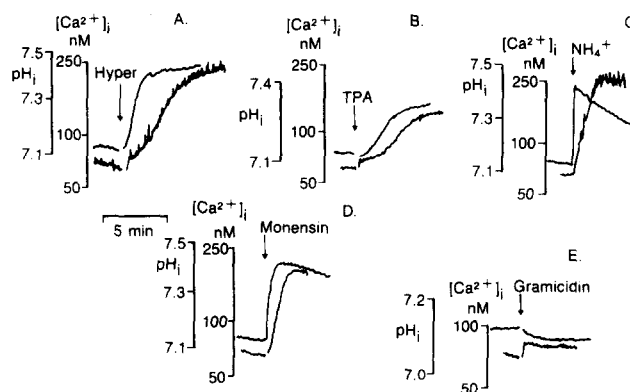 A.
[Ca²⁺]i
nM
7.5
pHi
7.3
7.1
250
100
50
Hyper
B.
[Ca²⁺]i
nM
7.4
pHi
7.1
250
100
50
TPA
C
[Ca²⁺]i
nM
7.5
pHi
7.3
7.1
250
100
50
NH₄⁺
5 min
D.
[Ca²⁺]i
nM
7.5
pHi
7.3
7.1
250
100
50
Monensin
E.
[Ca²⁺]i
nM
7.2
pHi
7.0
100
50
Gramicidin